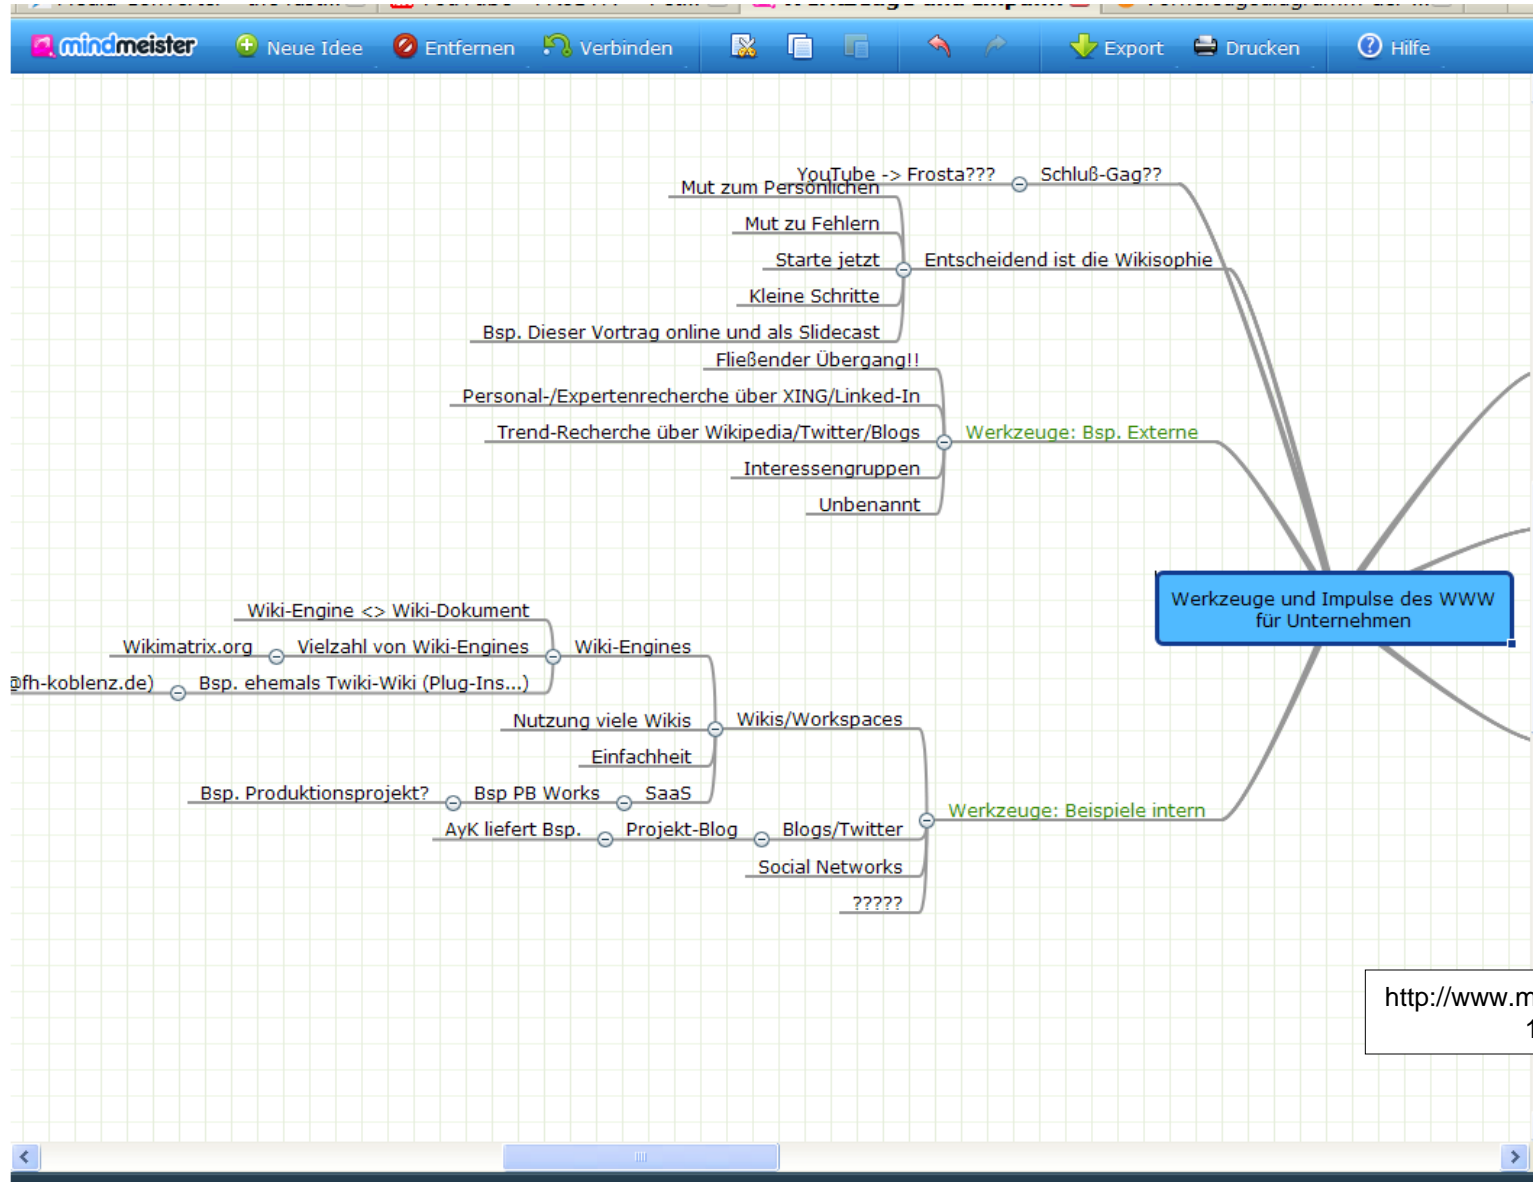 mindmeister Neue Idee Entfernen Verbinden Export Drucken Hilfe
YouTube -> Frosta??? Schluß-Gag??
Mut zum Persönlichen
Mut zu Fehlern
Starte jetzt Entscheidend ist die Wikisophie
Kleine Schritte
Bsp. Dieser Vortrag online und als Slidecast
Fließender Übergang!!
Personal-/Expertenrecherche über XING/Linked-In
Trend-Recherche über Wikipedia/Twitter/Blogs Werkzeuge: Bsp. Externe
Interessengruppen
Unbenannt
Werkzeuge und Impulse des WWW
für Unternehmen
Wiki-Engine <> Wiki-Dokument
Wikimatrix.org Vielzahl von Wiki-Engines Wiki-Engines
@fh-koblenz.de) Bsp. ehemals Twiki-Wiki (Plug-Ins...)
Nutzung viele Wikis Wikis/Workspaces
Einfachheit
Bsp. Produktionsprojekt? Bsp PB Works SaaS
Werkzeuge: Beispiele intern
AyK liefert Bsp. Projekt-Blog Blogs/Twitter
Social Networks
?????
http://www.m
1